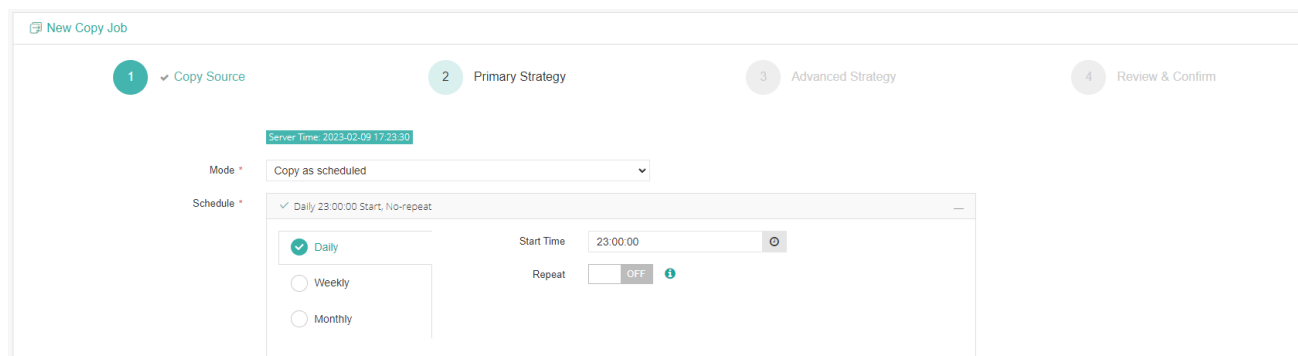 New Copy Job
1 Copy Source 2 Primary Strategy 3 Advanced Strategy 4 Review & Confirm
Server Time: 2023-02-09 17:23:30
Mode * Copy as scheduled
Schedule * Daily 23:00:00 Start, No-repeat
Daily Start Time 23:00:00
Repeat OFF
Weekly
Monthly